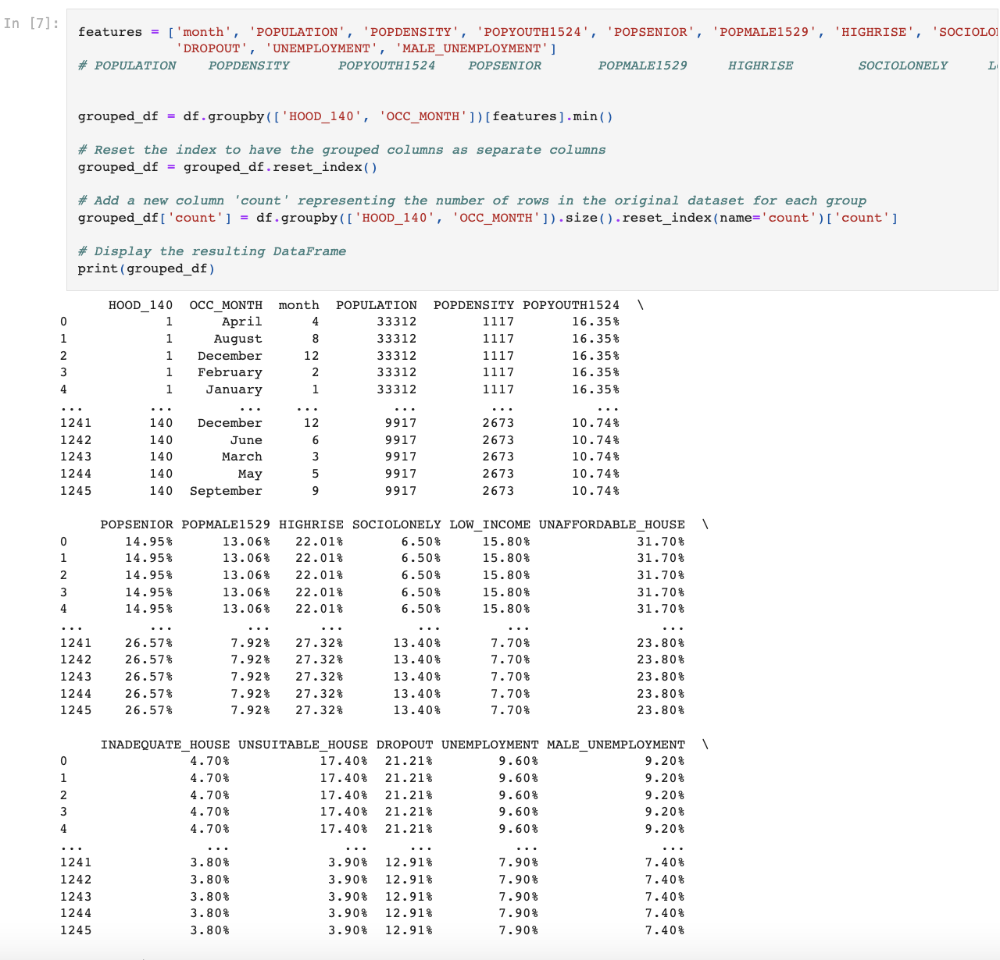 In [7]:
features = ['month', 'POPULATION', 'POPDENSITY', 'POPYOUTH1524', 'POPSENIOR', 'POPMALE1529', 'HIGHRISE',
'DROPOUT', 'UNEMPLOYMENT', 'MALE_UNEMPLOYMENT']
# POPULATION POPDENSITY POPYOUTH1524 POPSENIOR POPMALE1529 HIGHRISE SOCIOLONELY
grouped_df = df.groupby(['HOOD_140', 'OCC_MONTH'])[features].min()
# Reset the index to have the grouped columns as separate columns
grouped_df = grouped_df.reset_index()
# Add a new column 'count' representing the number of rows in the original dataset for each group
grouped_df['count'] = df.groupby(['HOOD_140', 'OCC_MONTH']).size().reset_index(name='count')['count']
# Display the resulting DataFrame
print(grouped_df)
HOOD_140 OCC_MONTH month POPULATION POPDENSITY POPYOUTH1524 \
0 1 April 4 33312 1117 16.35%
1 1 August 8 33312 1117 16.35%
2 1 December 12 33312 1117 16.35%
3 1 February 2 33312 1117 16.35%
4 1 January 1 33312 1117 16.35%
... ... ... ... ... ... ...
1241 140 December 12 9917 2673 10.74%
1242 140 June 6 9917 2673 10.74%
1243 140 March 3 9917 2673 10.74%
1244 140 May 5 9917 2673 10.74%
1245 140 September 9 9917 2673 10.74%
POPSENIOR POPMALE1529 HIGHRISE SOCIOLONELY LOW_INCOME UNAFFORDABLE_HOUSE \
0 14.95% 13.06% 22.01% 6.50% 15.80% 31.70%
1 14.95% 13.06% 22.01% 6.50% 15.80% 31.70%
2 14.95% 13.06% 22.01% 6.50% 15.80% 31.70%
3 14.95% 13.06% 22.01% 6.50% 15.80% 31.70%
4 14.95% 13.06% 22.01% 6.50% 15.80% 31.70%
... ... ... ... ... ... ...
1241 26.57% 7.92% 27.32% 13.40% 7.70% 23.80%
1242 26.57% 7.92% 27.32% 13.40% 7.70% 23.80%
1243 26.57% 7.92% 27.32% 13.40% 7.70% 23.80%
1244 26.57% 7.92% 27.32% 13.40% 7.70% 23.80%
1245 26.57% 7.92% 27.32% 13.40% 7.70% 23.80%
INADEQUATE_HOUSE UNSUITABLE_HOUSE DROPOUT UNEMPLOYMENT MALE_UNEMPLOYMENT \
0 4.70% 17.40% 21.21% 9.60% 9.20%
1 4.70% 17.40% 21.21% 9.60% 9.20%
2 4.70% 17.40% 21.21% 9.60% 9.20%
3 4.70% 17.40% 21.21% 9.60% 9.20%
4 4.70% 17.40% 21.21% 9.60% 9.20%
... ... ... ... ... ...
1241 3.80% 3.90% 12.91% 7.90% 7.40%
1242 3.80% 3.90% 12.91% 7.90% 7.40%
1243 3.80% 3.90% 12.91% 7.90% 7.40%
1244 3.80% 3.90% 12.91% 7.90% 7.40%
1245 3.80% 3.90% 12.91% 7.90% 7.40%